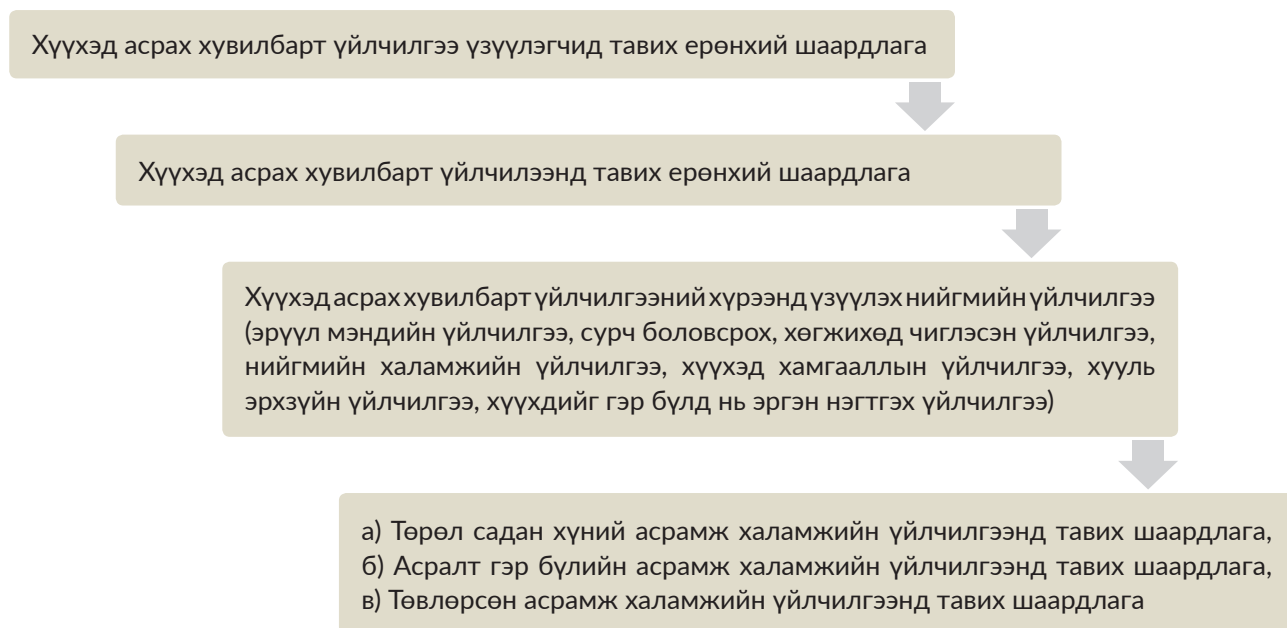 Хүүхэд асрах хувилбарт үйлчилгээ үзүүлэгчид тавих ерөнхий шаардлага
Хүүхэд асрах хувилбарт үйлчилээнд тавих ерөнхий шаардлага
Хүүхэд асрах хувилбарт үйлчилгээний хүрээнд үзүүлэх нийгмийн үйлчилгээ
(эрүүл мэндийн үйлчилгээ, сурч боловсрох, хөгжихөд чиглэсэн үйлчилгээ,
нийгмийн халамжийн үйлчилгээ, хүүхэд хамгааллын үйлчилгээ, хууль
эрхзүйн үйлчилгээ, хүүхдийг гэр бүлд нь эргэн нэгтгэх үйлчилгээ)
а) Төрөл садан хүний асрамж халамжийн үйлчилгээнд тавих шаардлага,
б) Асралт гэр бүлийн асрамж халамжийн үйлчилгээнд тавих шаардлага,
в) Төвлөрсөн асрамж халамжийн үйлчилгээнд тавих шаардлага